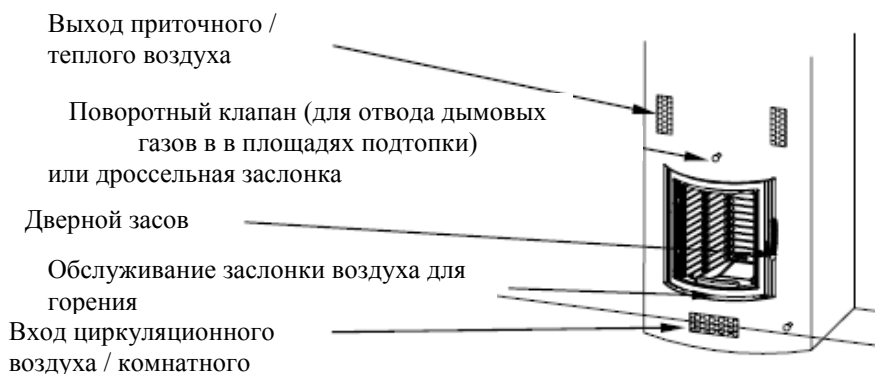 Выход приточного /
теплого воздуха
Поворотный клапан (для отвода дымовых
газов в в площадях подтопки)
или дроссельная заслонка
Дверной засов
Обслуживание заслонки воздуха для
горения
Вход циркуляционного
воздуха / комнатного